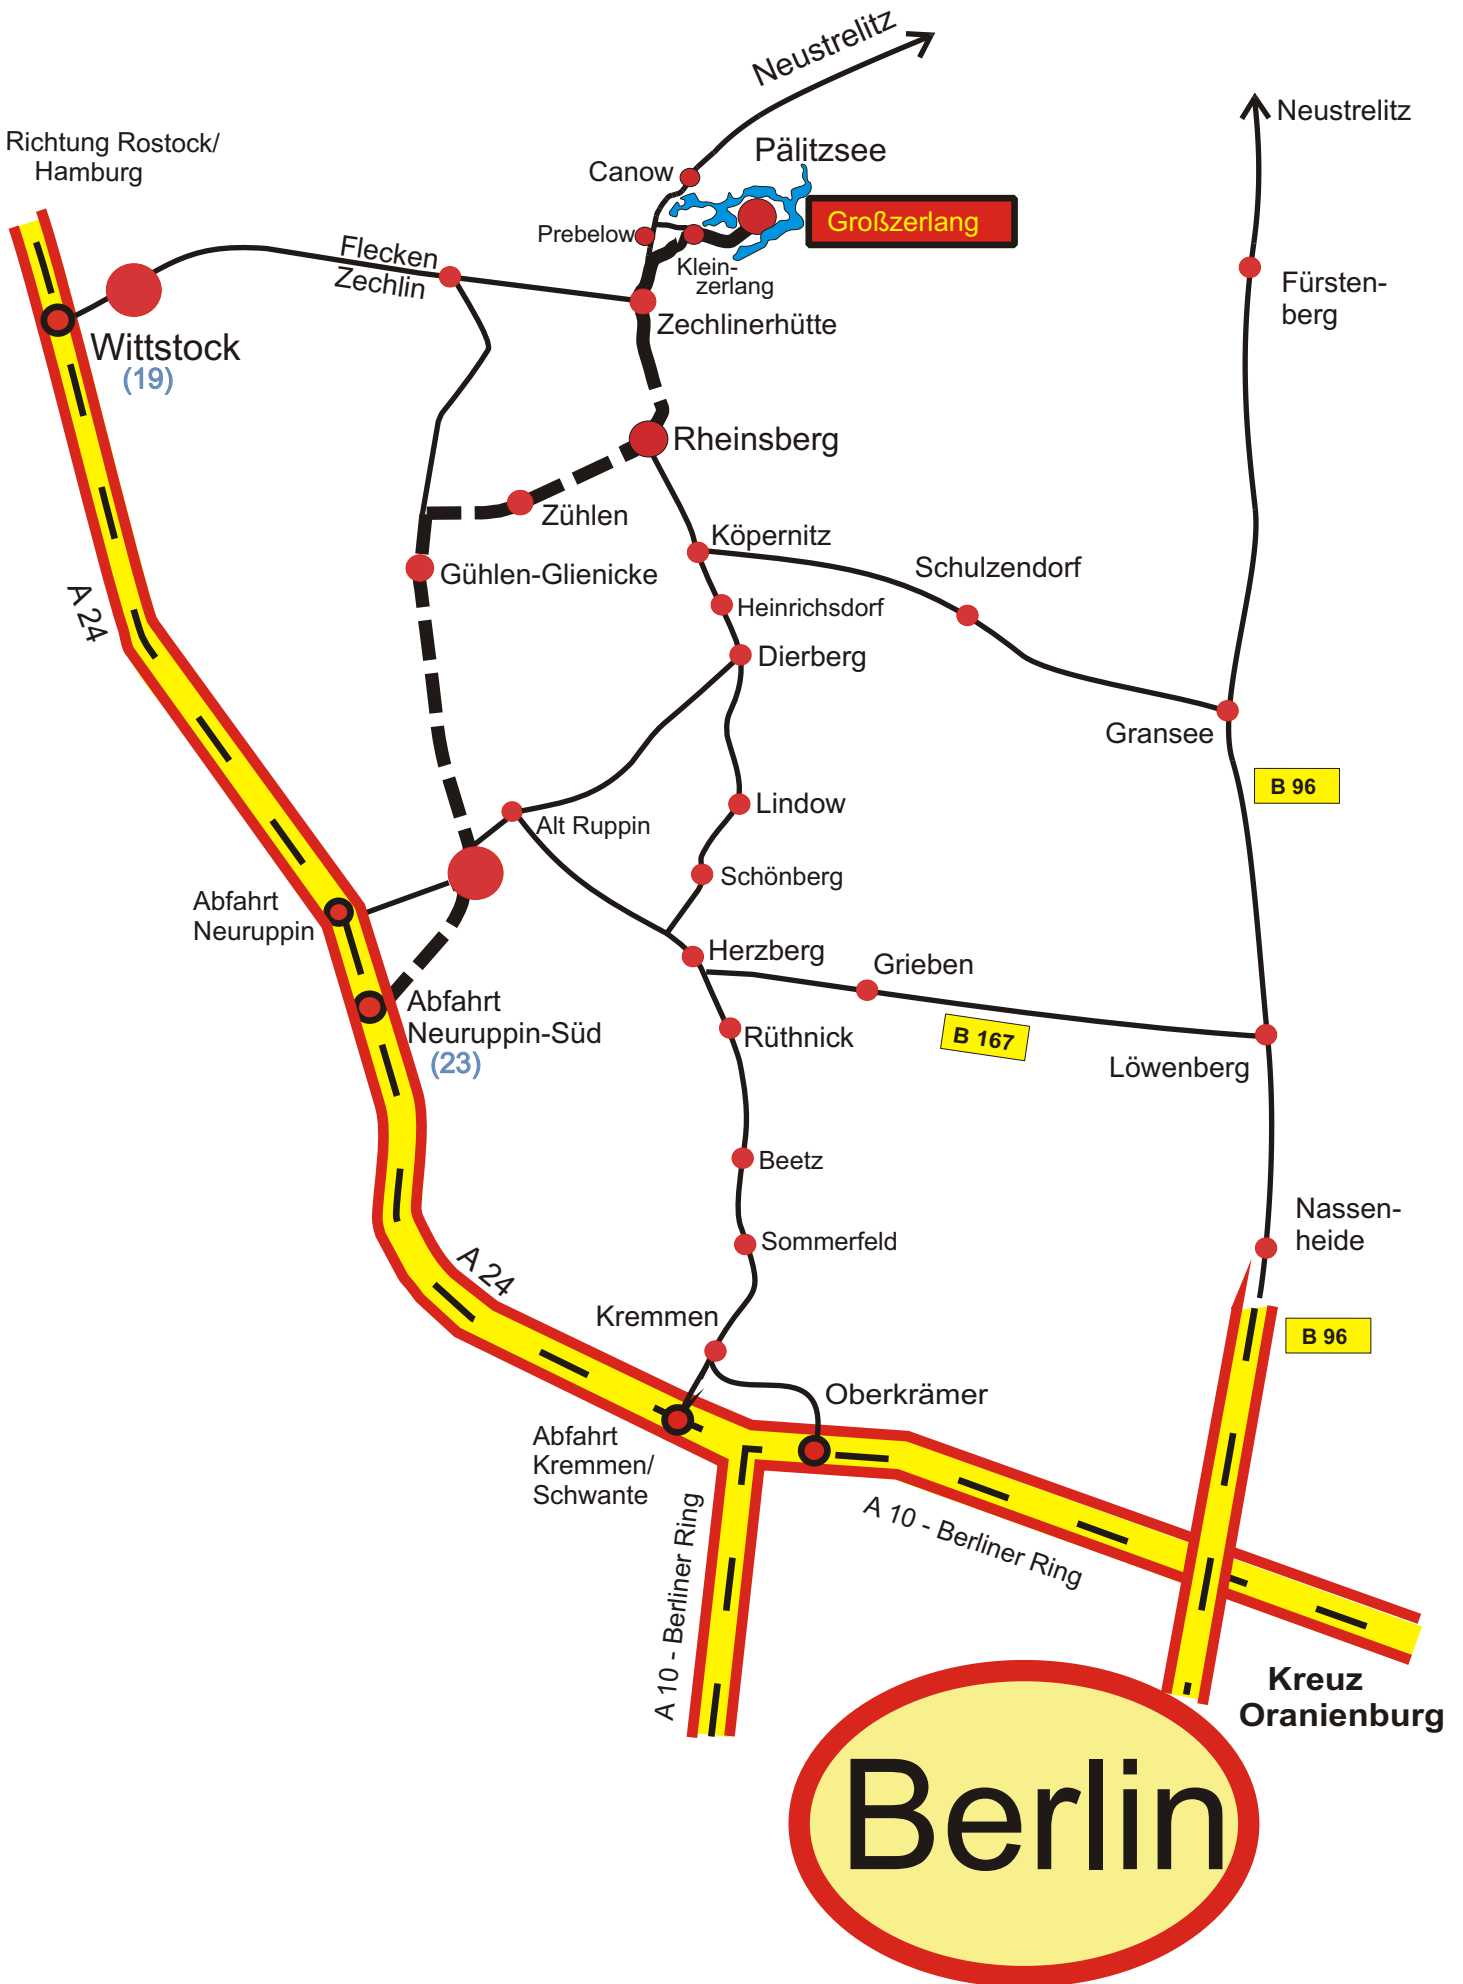 Neustrelitz
Neustrelitz
Richtung Rostock/
Hamburg
Pälitzsee
Canow
Großzerlang
Prebelow
Flecken
Zechlin
Klein-
zerlang
Fürsten-
berg
Zechlinerhütte
Wittstock
(19)
Rheinsberg
Zühlen
Köpernitz
Schulzendorf
Gühlen-Glienicke
A 24
Heinrichsdorf
Dierberg
Gransee
B 96
Lindow
Alt Ruppin
Schönberg
Abfahrt
Neuruppin
Herzberg
Grieben
Abfahrt
Neuruppin-Süd
(23)
Rüthnick
B 167
Löwenberg
Beetz
Nassen-
heide
Sommerfeld
A 24
Kremmen
B 96
Oberkrämer
Abfahrt
Kremmen/
Schwante
A 10 - Berliner Ring
A 10 - Berliner Ring
Kreuz
Oranienburg
Berlin